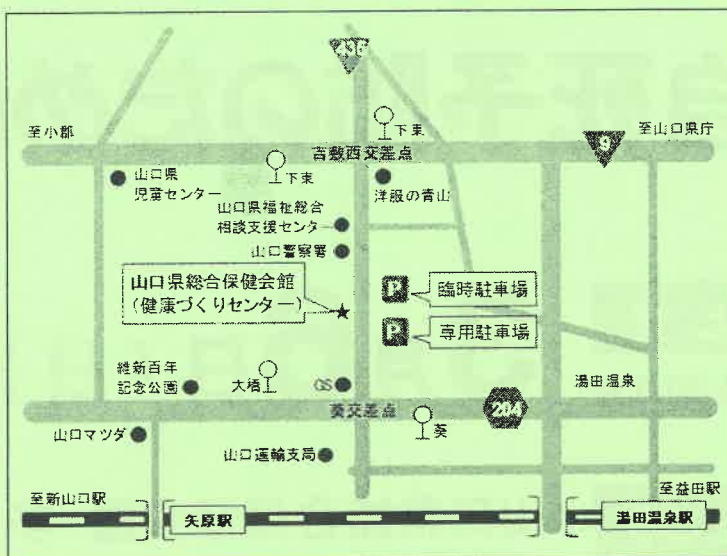 435
下東
至小郡
至山口県庁
吉敷西交差点
9
下東
山口県
児童センター
洋服の青山
山口県福祉総合
相談支援センター
山口警察署
山口県総合保健会館
(健康づくりセンター)
P
臨時駐車場
P
専用駐車場
維新百年
記念公園
大橋
GS
湯田温泉
葵交差点
204
葵
山口マツダ
山口運輸支局
至新山口駅
至益田駅
矢原駅
湯田温泉駅